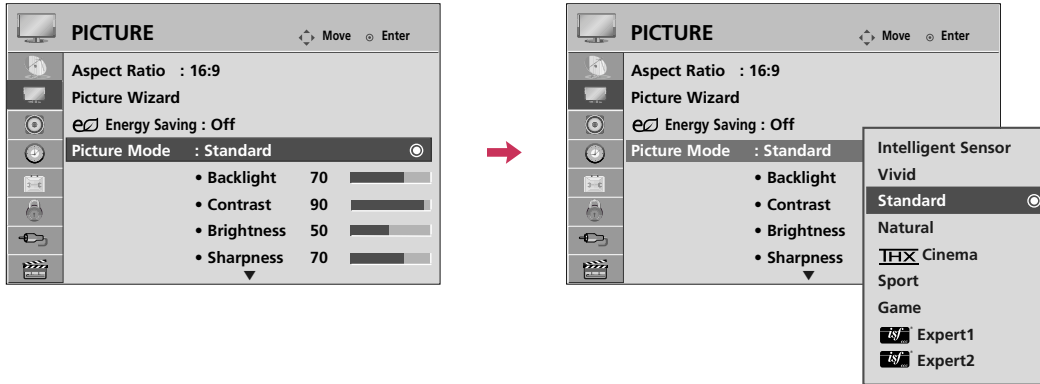 PICTURE Move Enter
Aspect Ratio : 16:9
Picture Wizard
Energy Saving : Off
Picture Mode : Standard
• Backlight 70
• Contrast 90
• Brightness 50
• Sharpness 70
PICTURE Move Enter
Aspect Ratio : 16:9
Picture Wizard
Energy Saving : Off
Picture Mode : Standard
• Backlight
• Contrast
• Brightness
• Sharpness
Intelligent Sensor
Vivid
Standard
Natural
THX Cinema
Sport
Game
isf Expert1
isf Expert2